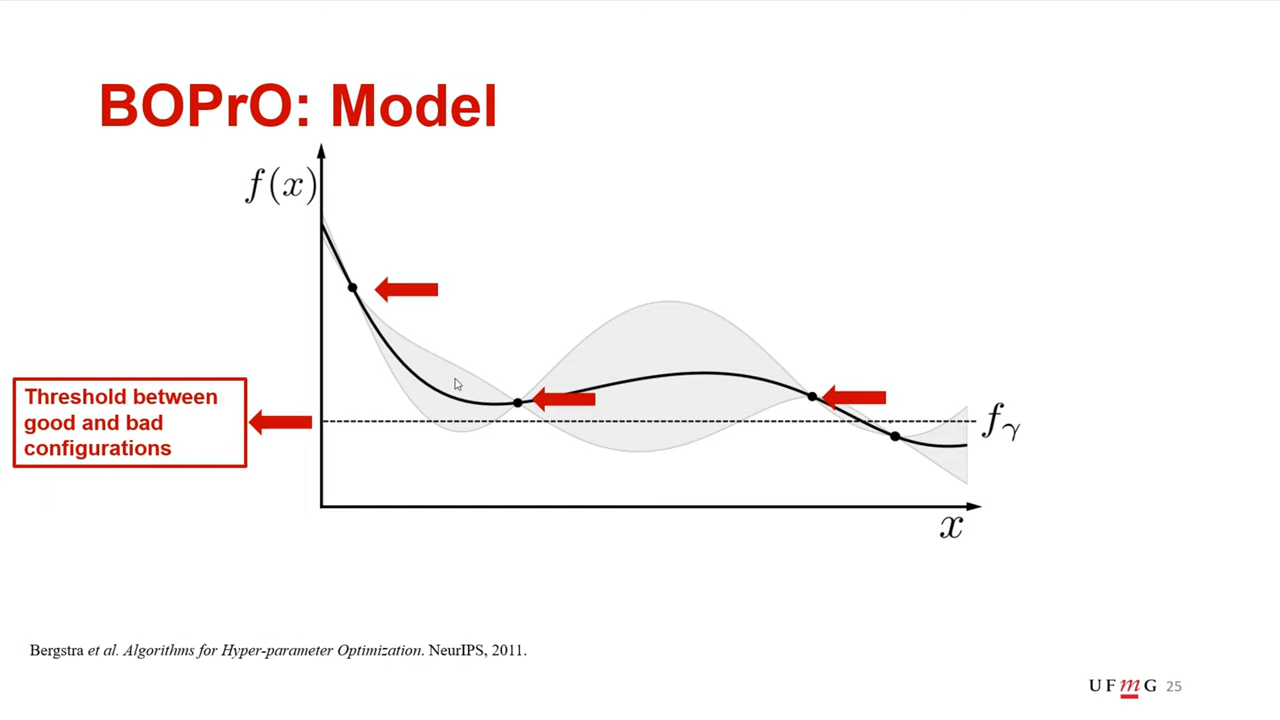 BOPrO: Model
f(x)
Threshold between
good and bad
configurations
f_γ
x
Bergstra et al. Algorithms for Hyper-parameter Optimization. NeurIPS, 2011.
UFmG 25